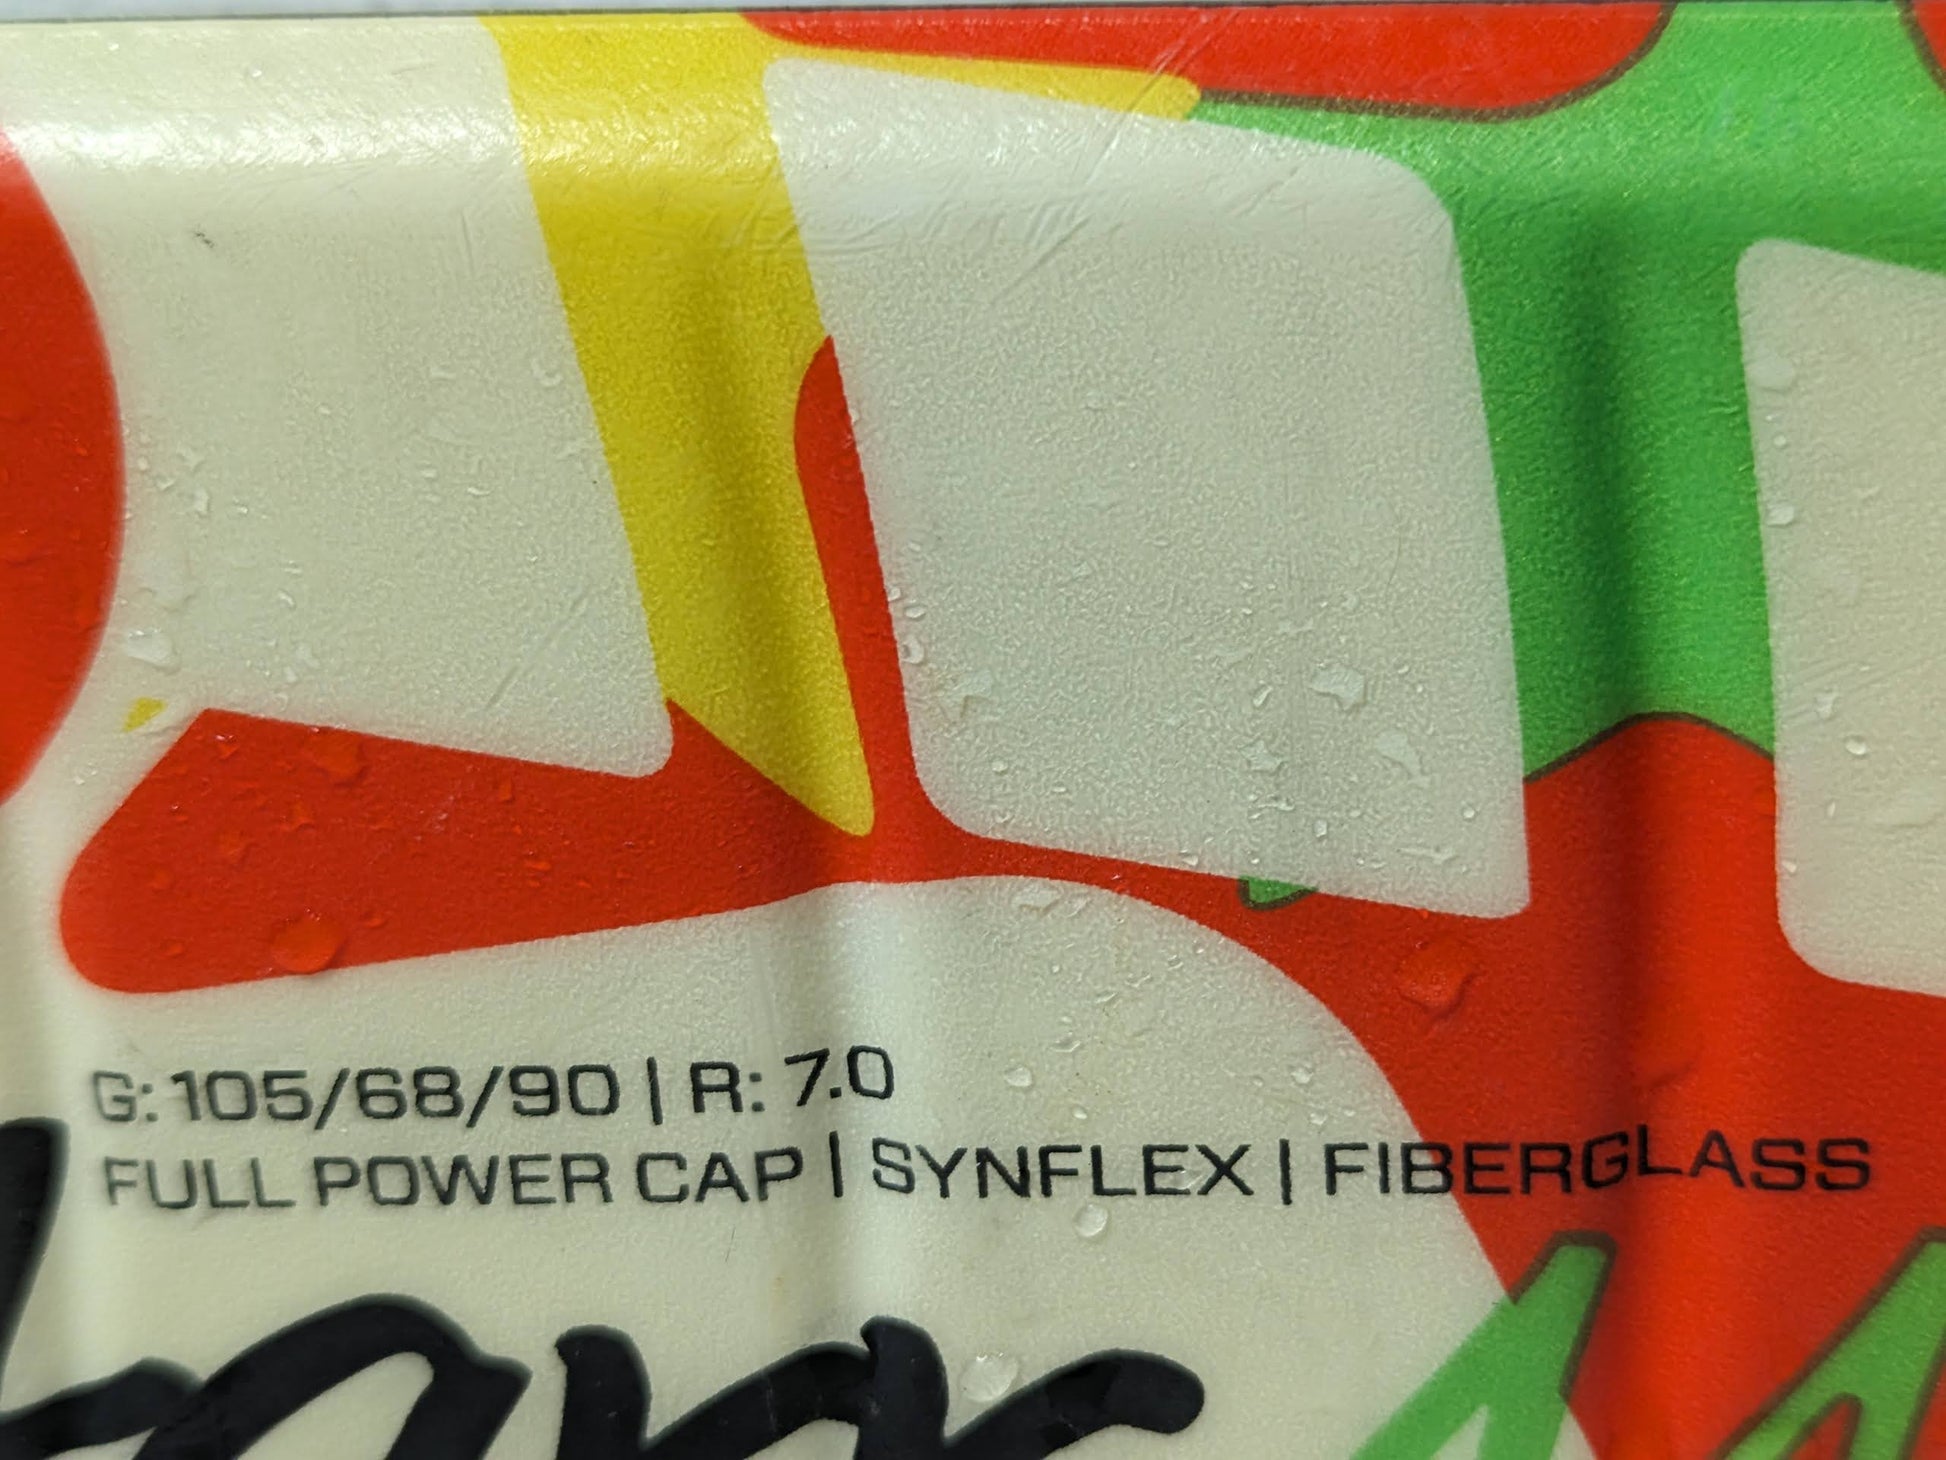 G: 105/68/90 | R: 7.0
FULL POWER CAP | SYNFLEX | FIBERGLASS